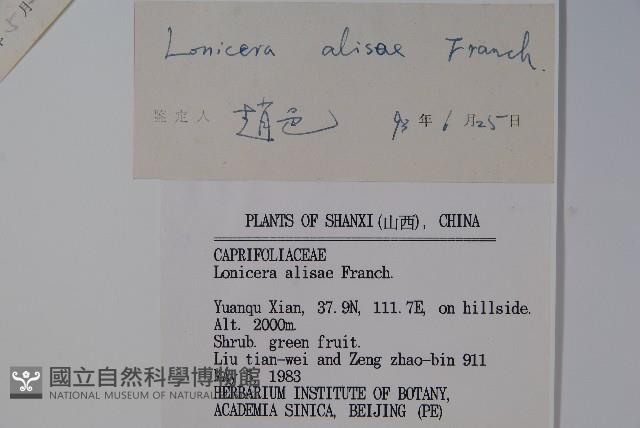 Lonicera alisae Franch.
鉴定人 趙 93年6月25日
PLANTS OF SHANXI(山西), CHINA
CAPRIFOLIACEAE
Lonicera alisae Franch.
Yuanqu Xian, 37.9N, 111.7E, on hillside.
Alt. 2000m.
Shrub. green fruit.
Liu tian-wei and Zeng zhao-bin 911
1983
HERBARIUM INSTITUTE OF BOTANY,
ACADEMIA SINICA, BEIJING (PE)
國立自然科學博物館
NATIONAL MUSEUM OF NATURAL